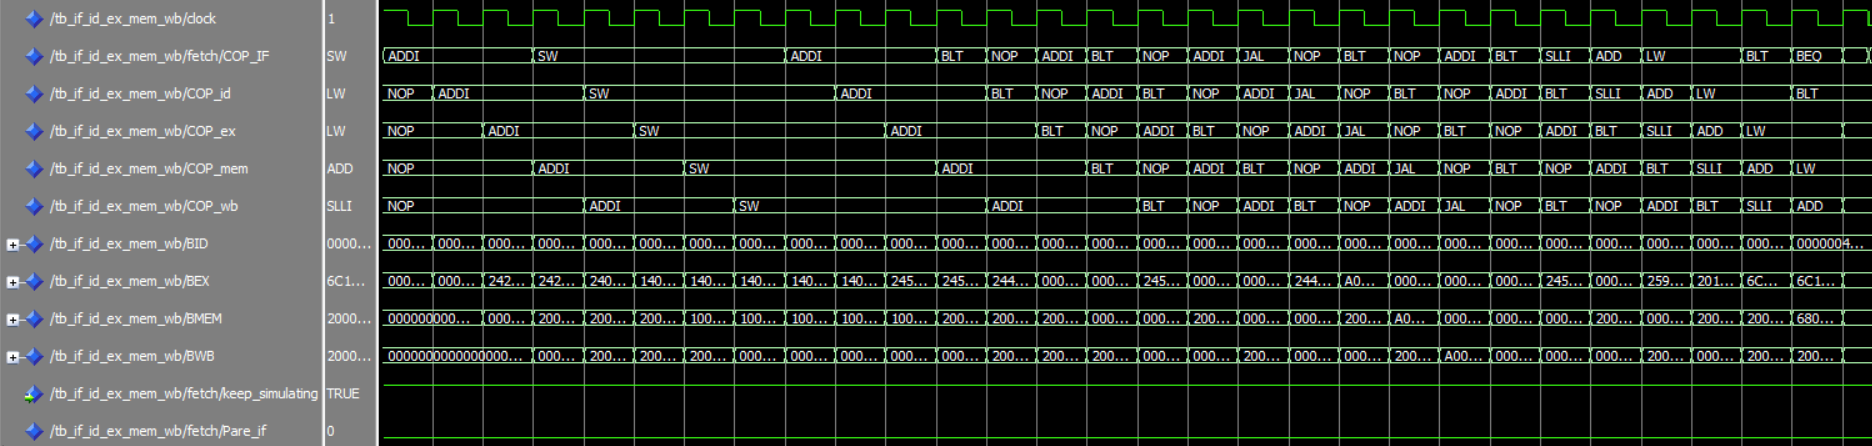 /tb_if_id_ex_mem_wb/clock 1
/tb_if_id_ex_mem_wb/fetch/COP_IF SW ADDI SW ADDI BLT NOP ADDI BLT NOP ADDI JAL NOP BLT NOP ADDI BLT SLLI ADD LW BLT BEQ
/tb_if_id_ex_mem_wb/COP_id LW NOP ADDI SW ADDI BLT NOP ADDI BLT NOP ADDI JAL NOP BLT NOP ADDI BLT SLLI ADD LW BLT
/tb_if_id_ex_mem_wb/COP_ex LW NOP ADDI SW ADDI BLT NOP ADDI BLT NOP ADDI JAL NOP BLT NOP ADDI BLT SLLI ADD LW
/tb_if_id_ex_mem_wb/COP_mem ADD NOP ADDI SW ADDI BLT NOP ADDI BLT NOP ADDI JAL NOP BLT NOP ADDI BLT SLLI ADD LW
/tb_if_id_ex_mem_wb/COP_wb SLLI NOP ADDI SW ADDI BLT NOP ADDI BLT NOP ADDI JAL NOP BLT NOP ADDI BLT SLLI ADD
/tb_if_id_ex_mem_wb/BID 0000... 000... 000... 000... 000... 000... 000... 000... 000... 000... 000... 000... 000... 000... 000... 000... 000... 000... 000... 000... 000... 000... 000... 000... 000... 000... 000... 000... 000... 0000004...
/tb_if_id_ex_mem_wb/BEX 6C1... 000... 000... 242... 242... 240... 140... 140... 140... 140... 140... 245... 245... 244... 000... 000... 245... 000... 000... 244... A0... 000... 000... 000... 245... 000... 259... 201... 6C... 6C1...
/tb_if_id_ex_mem_wb/BMEM 2000... 000000000... 000... 200... 200... 200... 100... 100... 100... 100... 100... 200... 200... 200... 000... 000... 200... 000... 000... 200... A0... 000... 000... 000... 200... 000... 200... 200... 680...
/tb_if_id_ex_mem_wb/BWB 2000... 0000000000000000... 000... 200... 200... 200... 000... 000... 000... 000... 000... 200... 200... 200... 000... 000... 200... 000... 000... 200... A00... 000... 000... 000... 200... 000... 200... 200...
/tb_if_id_ex_mem_wb/fetch/keep_simulating TRUE
/tb_if_id_ex_mem_wb/fetch/Pare_if 0